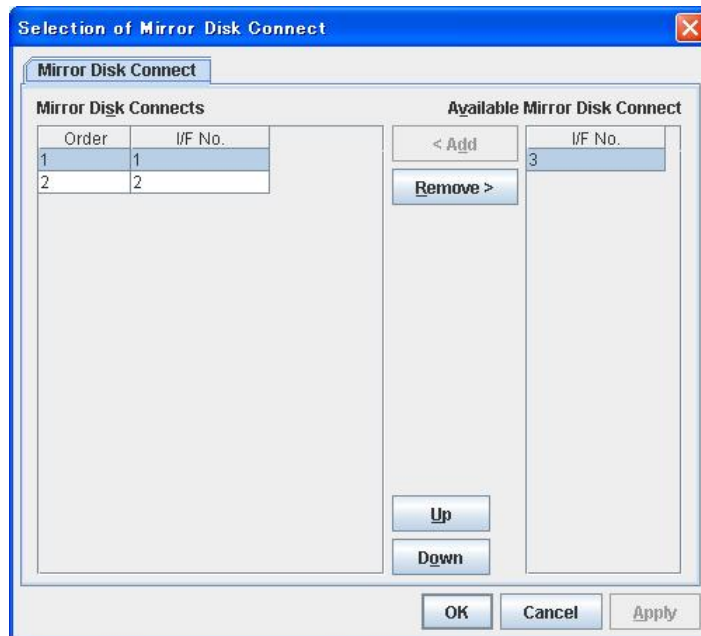 Selection of Mirror Disk Connect
Mirror Disk Connect
Mirror Disk Connects
Available Mirror Disk Connect
Order I/F No.
1 1
2 2
< Add
Remove >
I/F No.
3
Up
Down
OK Cancel Apply